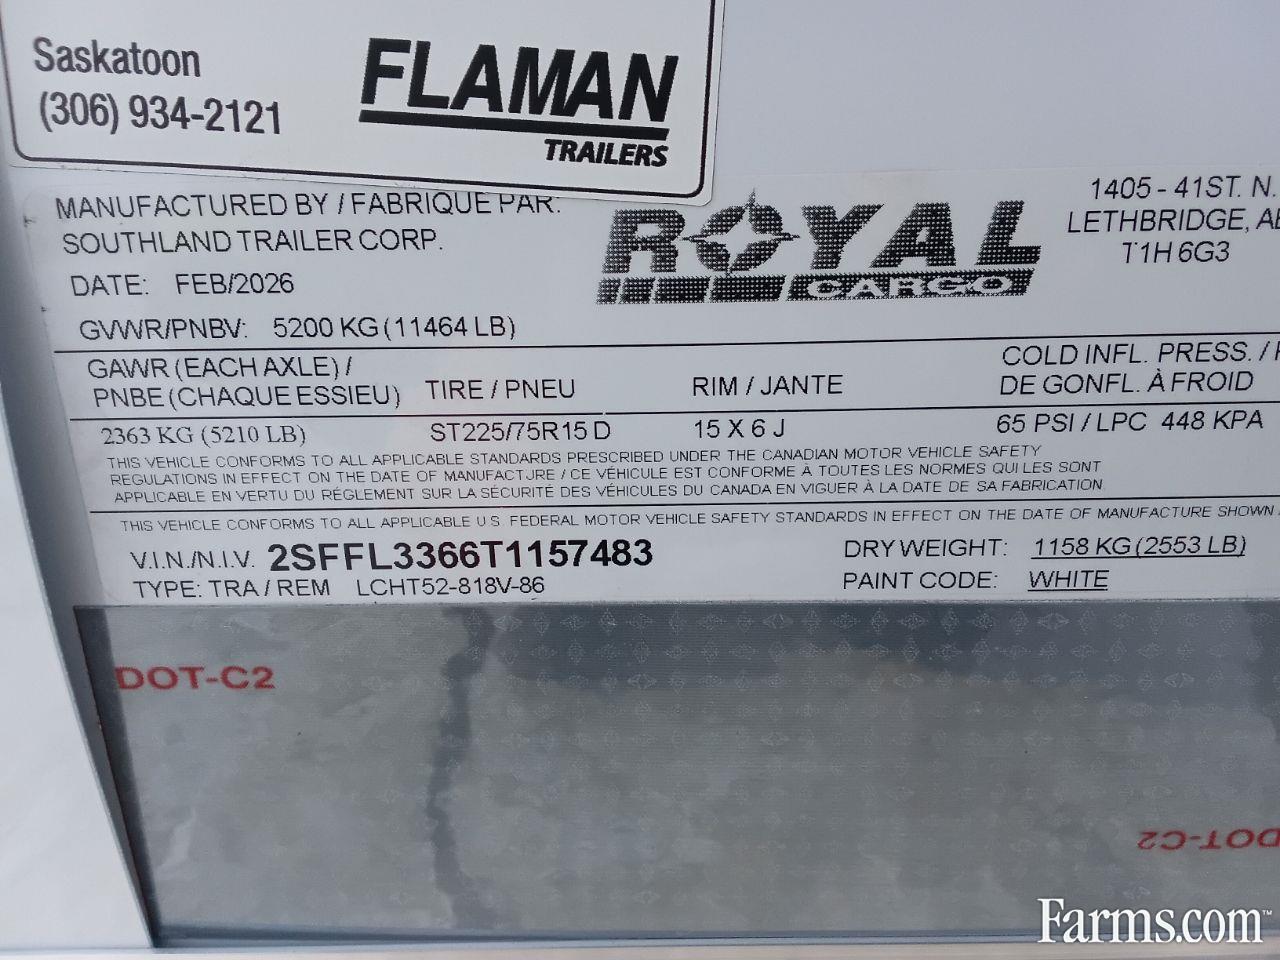 Saskatoon
(306) 934-2121
FLAMAN
TRAILERS
MANUFACTURED BY / FABRIQUE PAR:
SOUTHLAND TRAILER CORP.
DATE: FEB/2026
GVWR/PNBV: 5200 KG (11464 LB)
ROYAL
CARGO
1405 - 41ST. N.
LETHBRIDGE, AB
T1H 6G3
GAWR (EACH AXLE) /
PNBE (CHAQUE ESSIEU)
TIRE / PNEU
RIM / JANTE
COLD INFL. PRESS. /
DE GONFL. À FROID
2363 KG (5210 LB) ST225/75R15 D 15 X 6 J 65 PSI / LPC 448 KPA
THIS VEHICLE CONFORMS TO ALL APPLICABLE STANDARDS PRESCRIBED UNDER THE CANADIAN MOTOR VEHICLE SAFETY
REGULATIONS IN EFFECT ON THE DATE OF MANUFACTURE / CE VÉHICULE EST CONFORME À TOUTES LES NORMES QUI LES SONT
APPLICABLE EN VERTU DU RÉGLEMENT SUR LA SÉCURITÉ DES VÉHICULES DU CANADA EN VIGUER À LA DATE DE SA FABRICATION
THIS VEHICLE CONFORMS TO ALL APPLICABLE U.S. FEDERAL MOTOR VEHICLE SAFETY STANDARDS IN EFFECT ON THE DATE OF MANUFACTURE SHOWN
V.I.N./N.I.V. 2SFFL3366T1157483
DRY WEIGHT: 1158 KG (2553 LB)
TYPE: TRA / REM LCHT52-818V-86
PAINT CODE: WHITE
DOT-C2
DOT-C2
Farms.com™